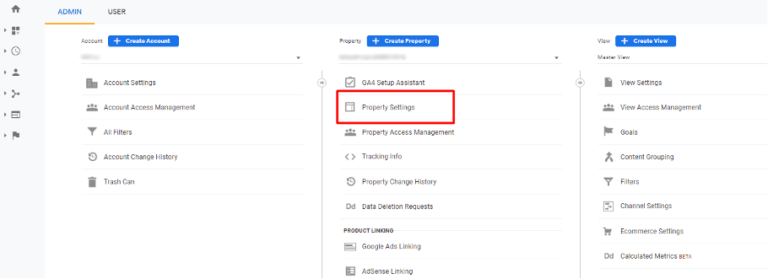 ADMIN USER
Account + Create Account
Property + Create Property
View + Create View
Master View
Account Settings
Account Access Management
All Filters
Account Change History
Trash Can
GA4 Setup Assistant
Property Settings
Property Access Management
Tracking Info
Property Change History
Dd Data Deletion Requests
PRODUCT LINKING
Google Ads Linking
AdSense Linking
View Settings
View Access Management
Goals
Content Grouping
Filters
Channel Settings
Ecommerce Settings
Dd Calculated Metrics BETA